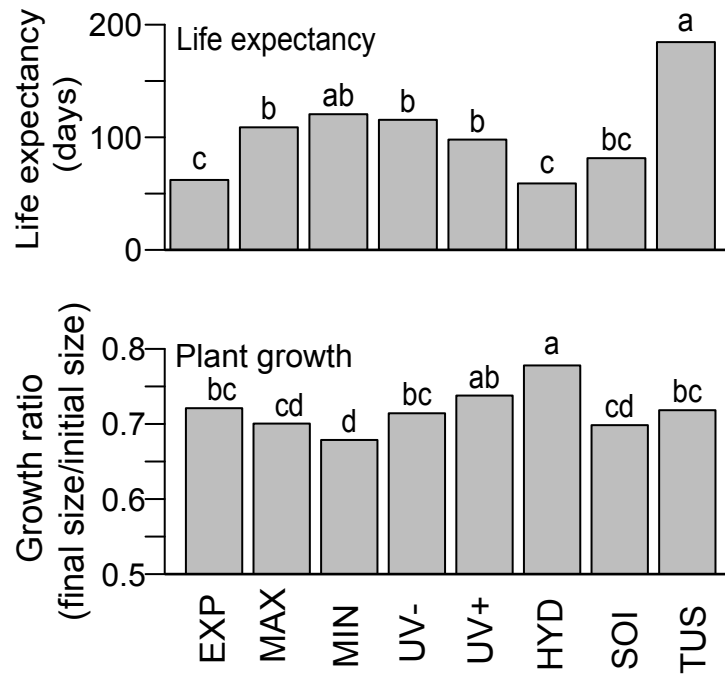 Life expectancy
(days)
200
100
0
Life expectancy
c
b
ab
b
b
c
bc
a
Growth ratio
(final size/initial size)
0.8
0.7
0.6
0.5
Plant growth
bc
cd
d
bc
ab
a
cd
bc
EXP
MAX
MIN
UV-
UV+
HYD
SOI
TUS